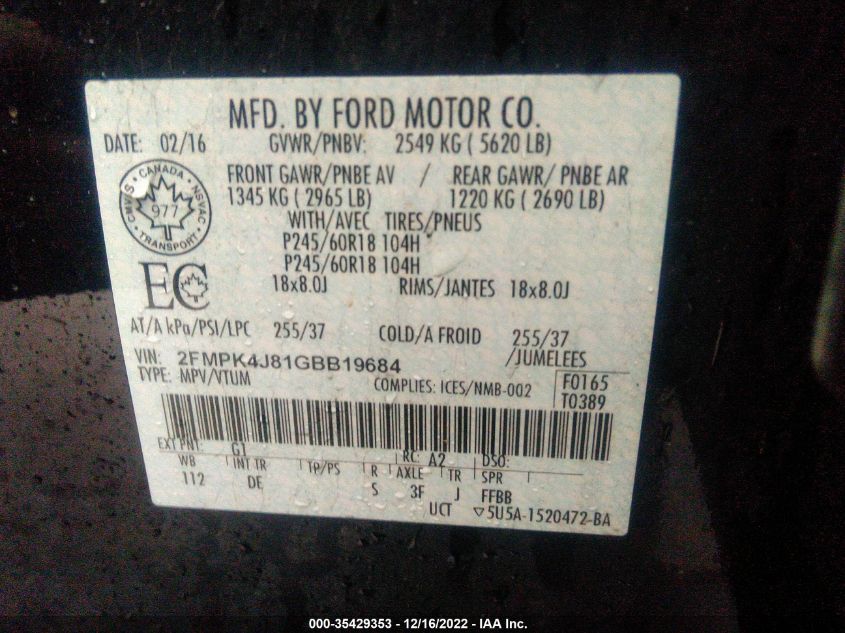 MFD. BY FORD MOTOR CO.
DATE: 02/16 GVWR/PNBV: 2549 KG ( 5620 LB)
FRONT GAWR/PNBE AV / REAR GAWR/ PNBE AR
1345 KG ( 2965 LB) 1220 KG ( 2690 LB)
WITH/AVEC TIRES/PNEUS
P245/60R18 104H
P245/60R18 104H
18x8.0J RIMS/JANTES 18x8.0J
CANADA
CMVSS NSVAC
977
TRANSPORT
EC
AT/A kPa/PSI/LPC 255/37 COLD/A FROID 255/37
VIN: 2FMPK4J81GBB19684 /JUMELEES
TYPE: MPV/VTUM COMPLIES: ICES/NMB-002 F0165
T0389
EXT PNT: G1 RC: A2 DSO:
WB INT TR TP/PS R AXLE TR SPR
112 DE S 3F J FFBB
UCT ▽5U5A-1520472-BA
000-35429353 - 12/16/2022 - IAA Inc.